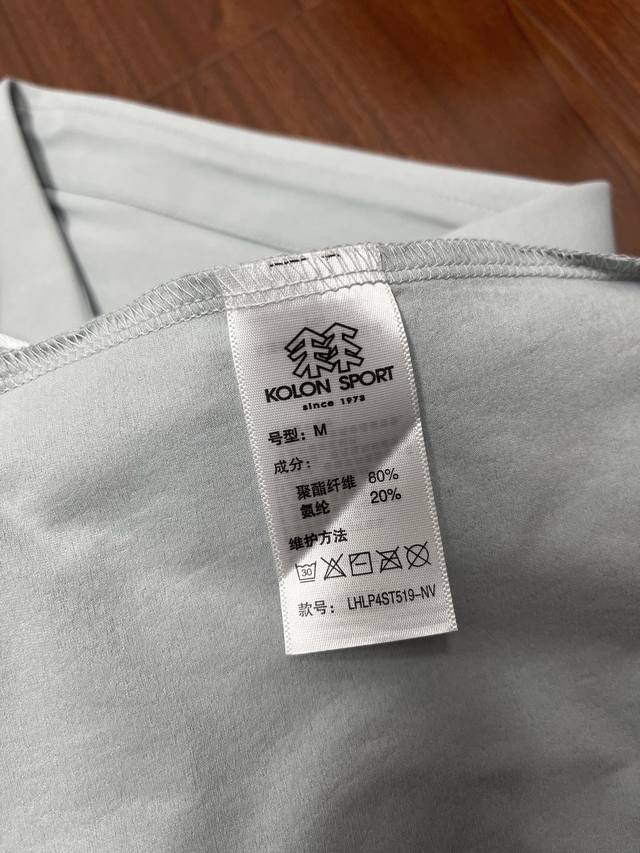 KOLON SPORT
since 1973
号型：M
成分：
聚酯纤维 80%
氨纶 20%
维护方法
30
款号： LHLP4ST519-NV